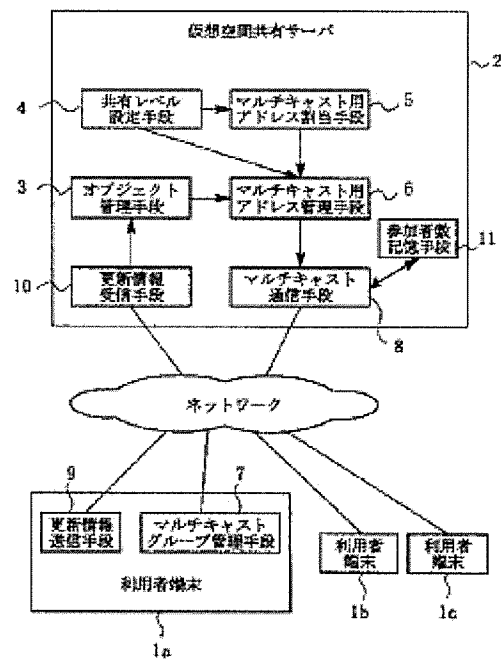 仮想空間共有サーバ
2
4
共有レベル
設定手段
マルチキャスト用
アドレス割当手段
5
3
オブジェクト
管理手段
マルチキャスト用
アドレス管理手段
6
参加者数
記憶手段
11
10
更新情報
受信手段
マルチキャスト
通信手段
8
ネットワーク
9
7
更新情報
送信手段
マルチキャスト
グループ管理手段
利用者端末
1a
利用者
端末
1b
利用者
端末
1c